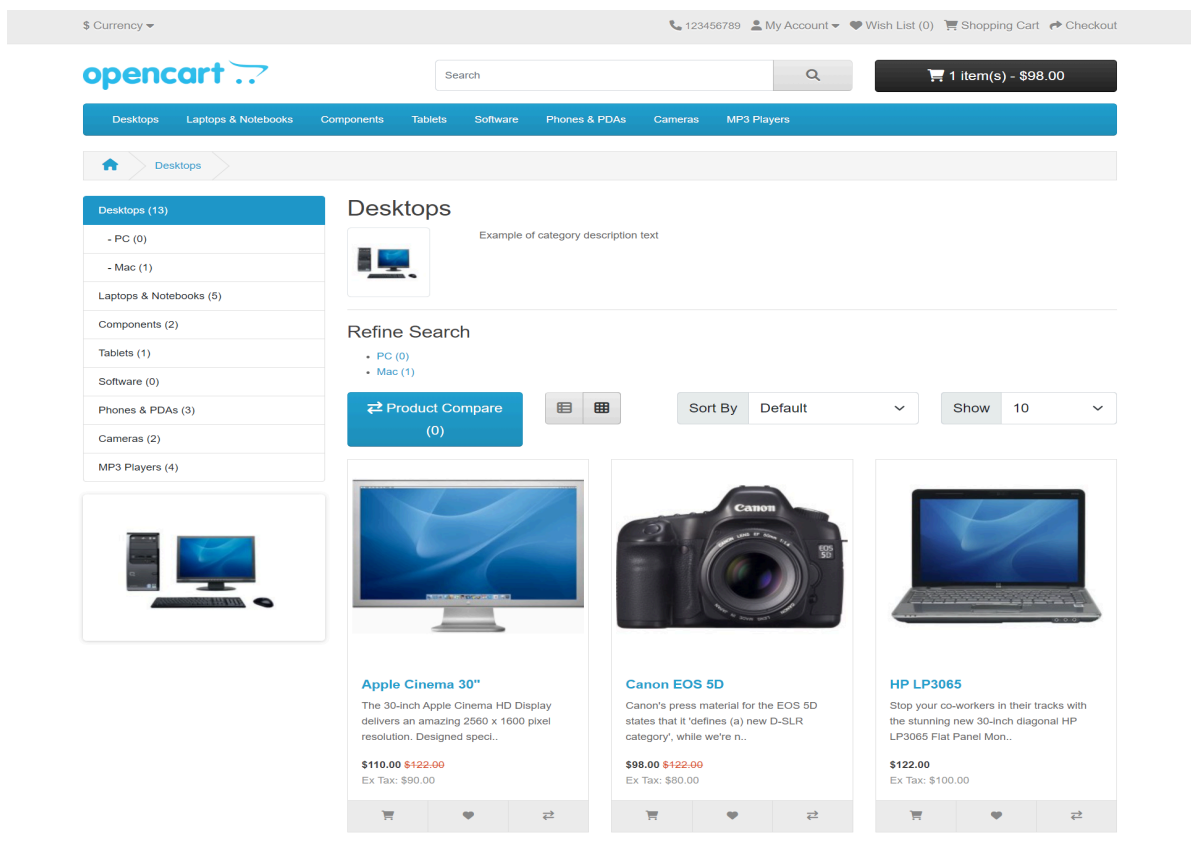 $ Currency
123456789 My Account Wish List (0) Shopping Cart Checkout
opencart
Search
1 item(s) - $98.00
Desktops Laptops & Notebooks Components Tablets Software Phones & PDAs Cameras MP3 Players
Desktops
Desktops (13)
- PC (0)
- Mac (1)
Laptops & Notebooks (5)
Components (2)
Tablets (1)
Software (0)
Phones & PDAs (3)
Cameras (2)
MP3 Players (4)
Desktops
Example of category description text
Refine Search
PC (0)
Mac (1)
Product Compare
(0)
Sort By Default
Show 10
Canon
EOS
5D
Apple Cinema 30"
The 30-inch Apple Cinema HD Display
delivers an amazing 2560 x 1600 pixel
resolution. Designed speci..
$110.00 $122.00
Ex Tax: $90.00
Canon EOS 5D
Canon's press material for the EOS 5D
states that it 'defines (a) new D-SLR
category', while we're n..
$98.00 $122.00
Ex Tax: $80.00
HP LP3065
Stop your co-workers in their tracks with
the stunning new 30-inch diagonal HP
LP3065 Flat Panel Mon..
$122.00
Ex Tax: $100.00